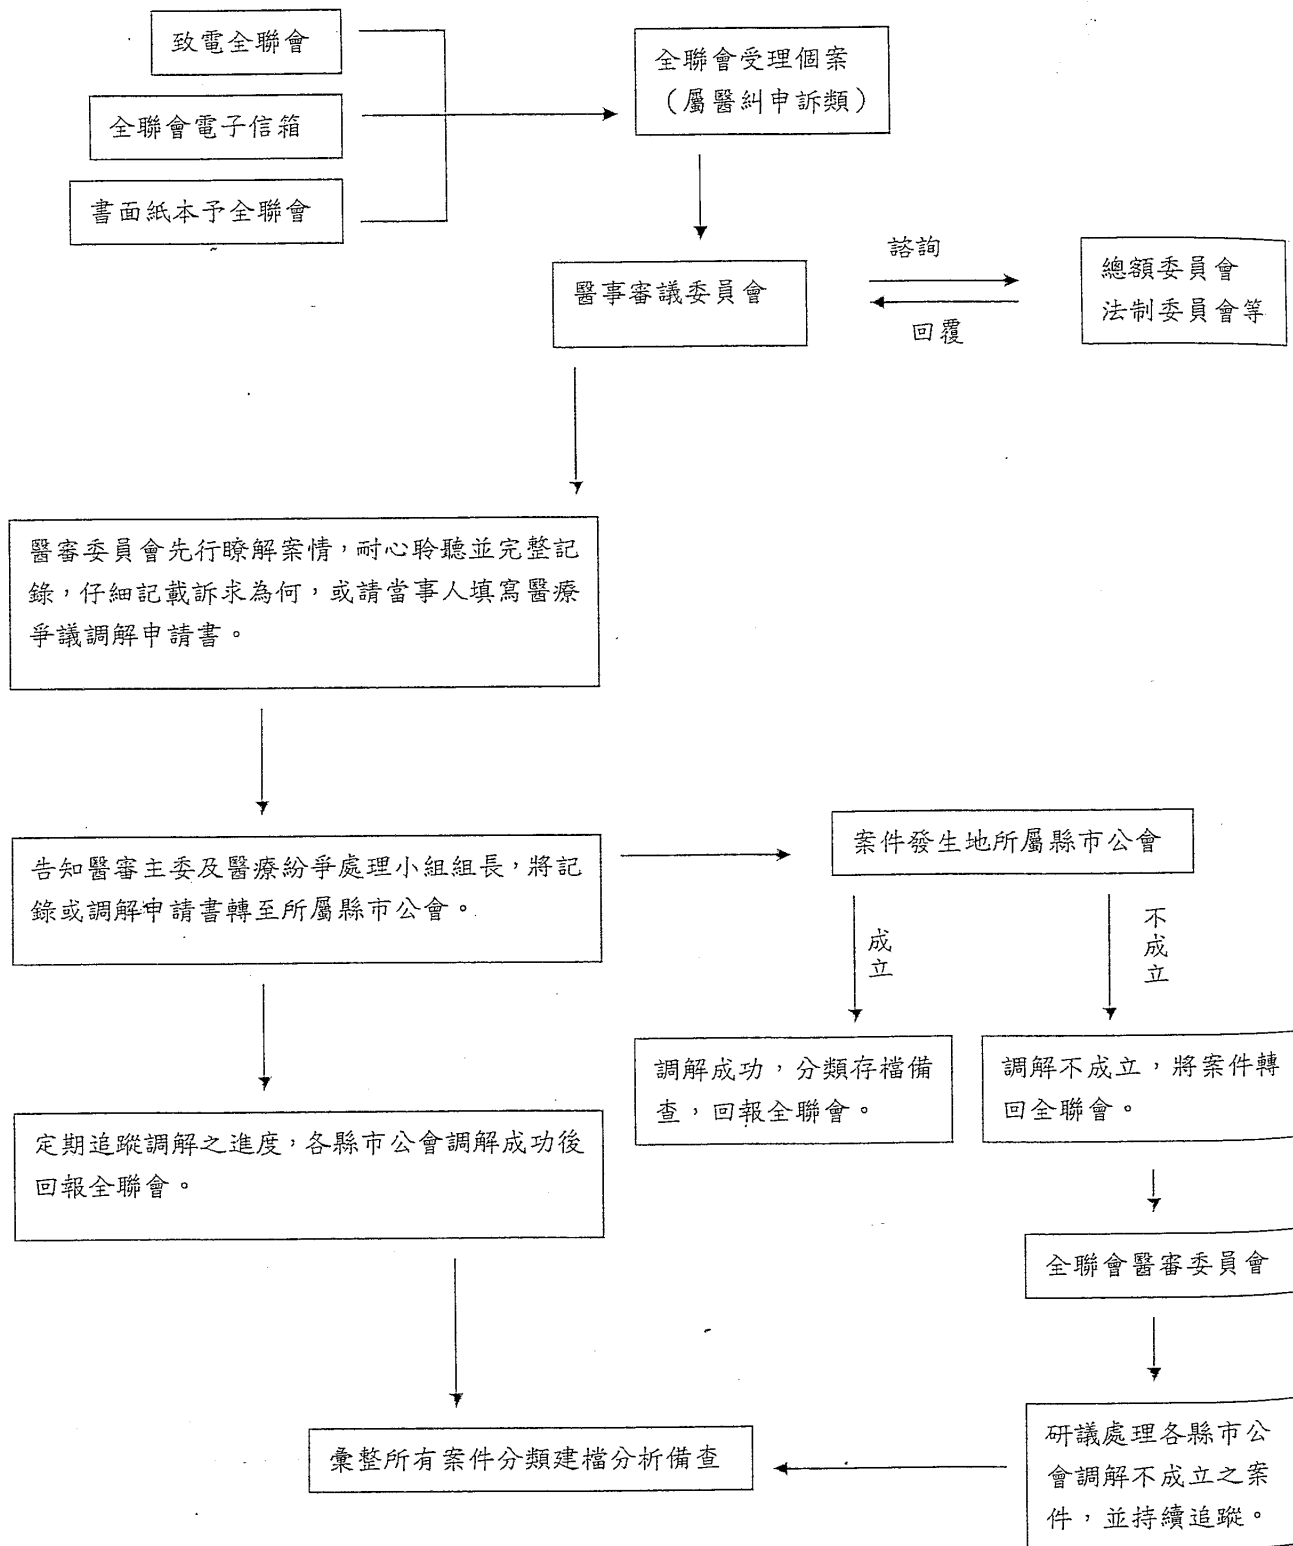 致電全聯會
全聯會電子信箱
書面紙本予全聯會
全聯會受理個案
（屬醫糾申訴類）
醫事審議委員會
諮詢
回覆
總額委員會
法制委員會等
醫審委員會先行瞭解案情，耐心聆聽並完整記
錄，仔細記載訴求為何，或請當事人填寫醫療
爭議調解申請書。
告知醫審主委及醫療紛爭處理小組組長，將記
錄或調解申請書轉至所屬縣市公會。
案件發生地所屬縣市公會
成立
不成立
調解成功，分類存檔備
查，回報全聯會。
調解不成立，將案件轉
回全聯會。
定期追蹤調解之進度，各縣市公會調解成功後
回報全聯會。
全聯會醫審委員會
研議處理各縣市公
會調解不成立之案
件，並持續追蹤。
彙整所有案件分類建檔分析備查